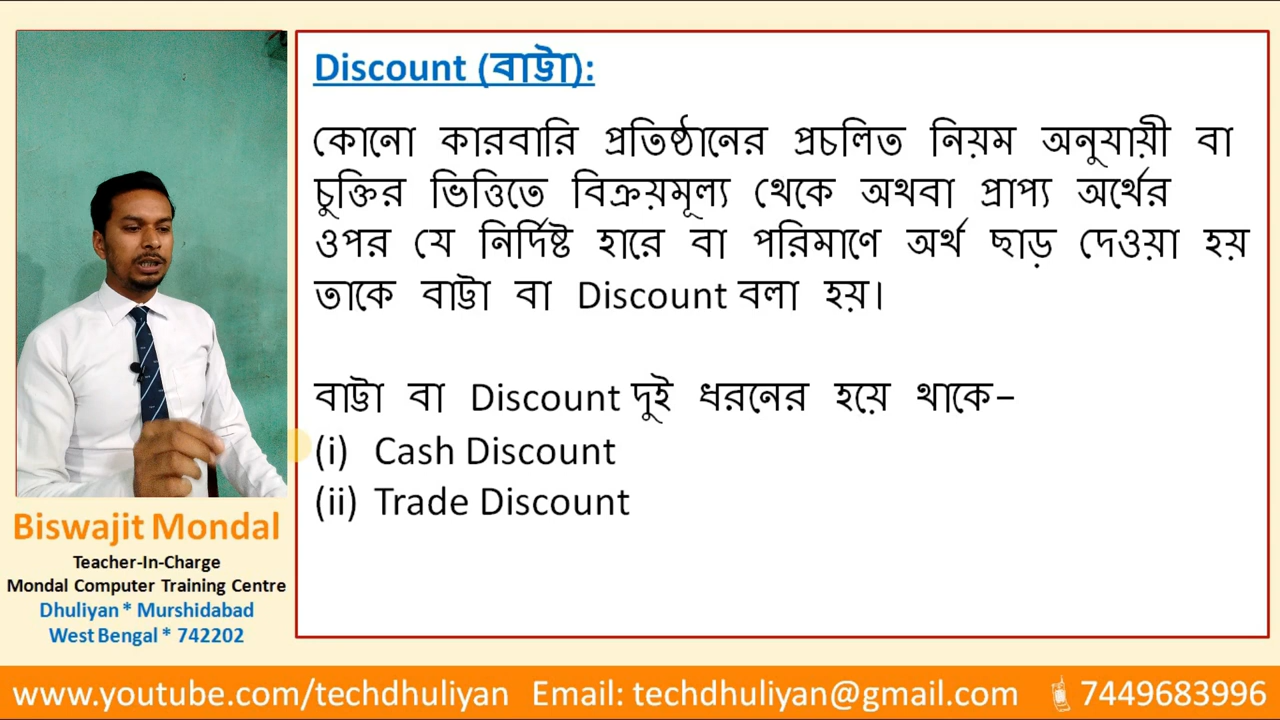 Discount (বাট্টা):
কোনো কারবারি প্রতিষ্ঠানের প্রচলিত নিয়ম অনুযায়ী বা
চুক্তির ভিত্তিতে বিক্রয়মূল্য থেকে অথবা প্রাপ্য অর্থের
ওপর যে নির্দিষ্ট হারে বা পরিমাণে অর্থ ছাড় দেওয়া হয়
তাকে বাট্টা বা Discount বলা হয়।
বাট্টা বা Discount দুই ধরনের হয়ে থাকে–
(i) Cash Discount
(ii) Trade Discount
Biswajit Mondal
Teacher-In-Charge
Mondal Computer Training Centre
Dhuliyan * Murshidabad
West Bengal * 742202
www.youtube.com/techdhuliyan Email: techdhuliyan@gmail.com 7449683996